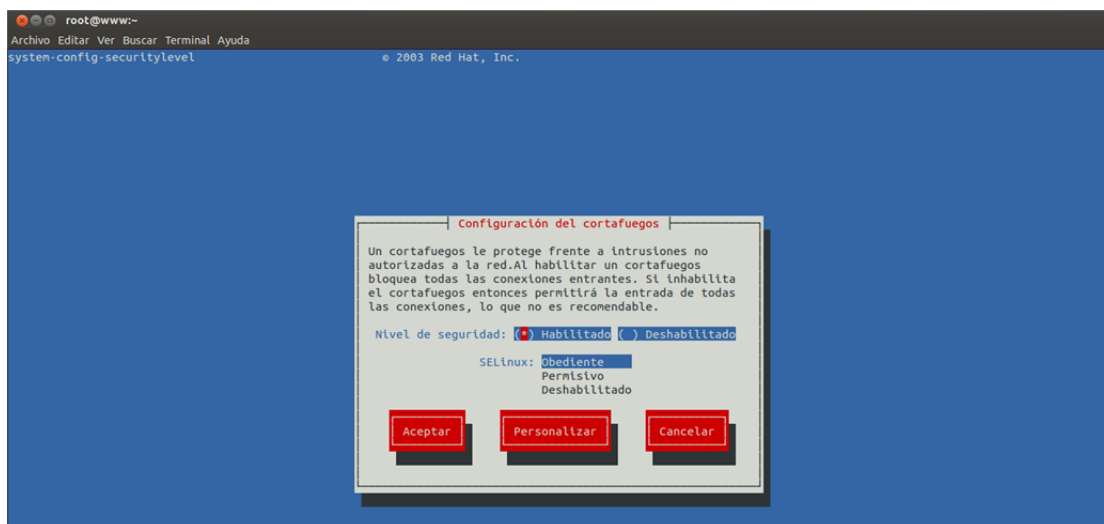 root@www:~
Archivo Editar Ver Buscar Terminal Ayuda
system-config-securitylevel © 2003 Red Hat, Inc.
Configuración del cortafuegos
Un cortafuegos le protege frente a intrusiones no
autorizadas a la red.Al habilitar un cortafuegos
bloquea todas las conexiones entrantes. Si inhabilita
el cortafuegos entonces permitirá la entrada de todas
las conexiones, lo que no es recomendable.
Nivel de seguridad: (*) Habilitado ( ) Deshabilitado
SELinux: Obediente
Permisivo
Deshabilitado
Aceptar Personalizar Cancelar